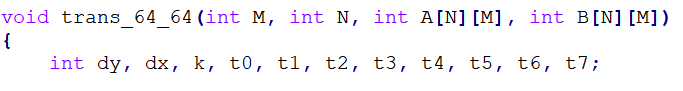 void trans_64_64(int M, int N, int A[N][M], int B[N][M])
{
int dy, dx, k, t0, t1, t2, t3, t4, t5, t6, t7;